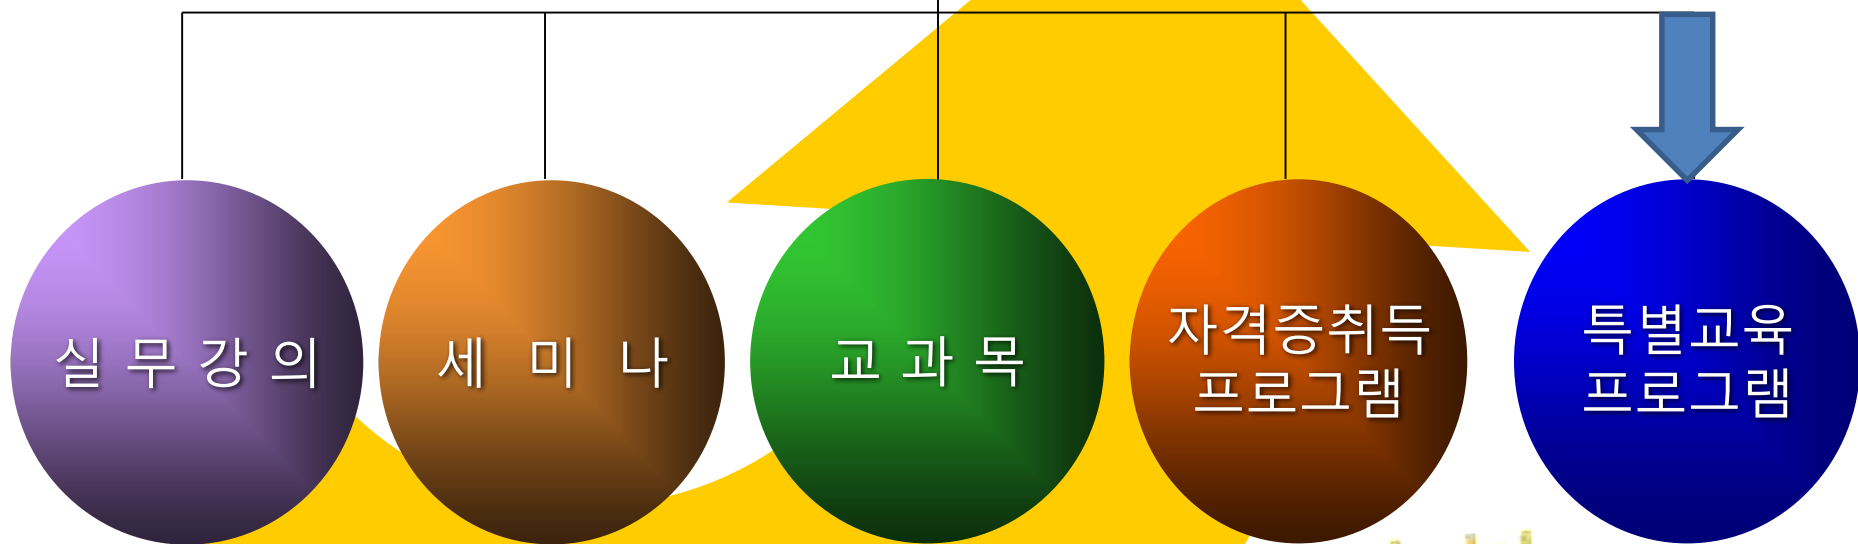 실 무 강 의
세 미 나
교 과 목
자격증취득
프로그램
특별교육
프로그램